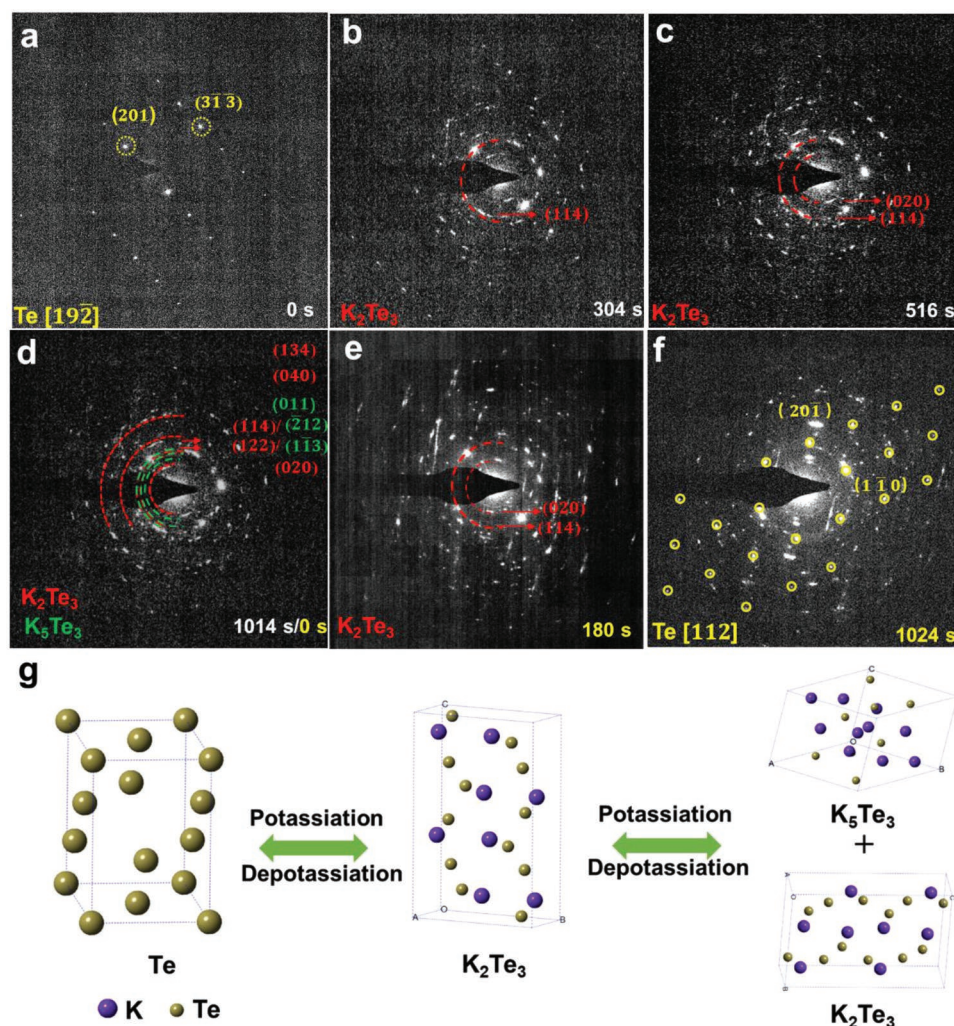 a
(201)
(31̄3̄)
Te [192̄]
0 s
b
(114)
K₂Te₃
304 s
c
(020)
(114)
K₂Te₃
516 s
d
(134)
(040)
(011)
(114)/(2̄12)
(122)/(11̄3)
(020)
K₂Te₃
K₅Te₃
1014 s/0 s
e
(020)
(114)
K₂Te₃
180 s
f
(201̄)
(110)
Te [112]
1024 s
g
Potassiation
Depotassiation
Potassiation
Depotassiation
C
A
O
B
C
O
A
B
K₅Te₃
+
Te
K₂Te₃
K₂Te₃
K
Te